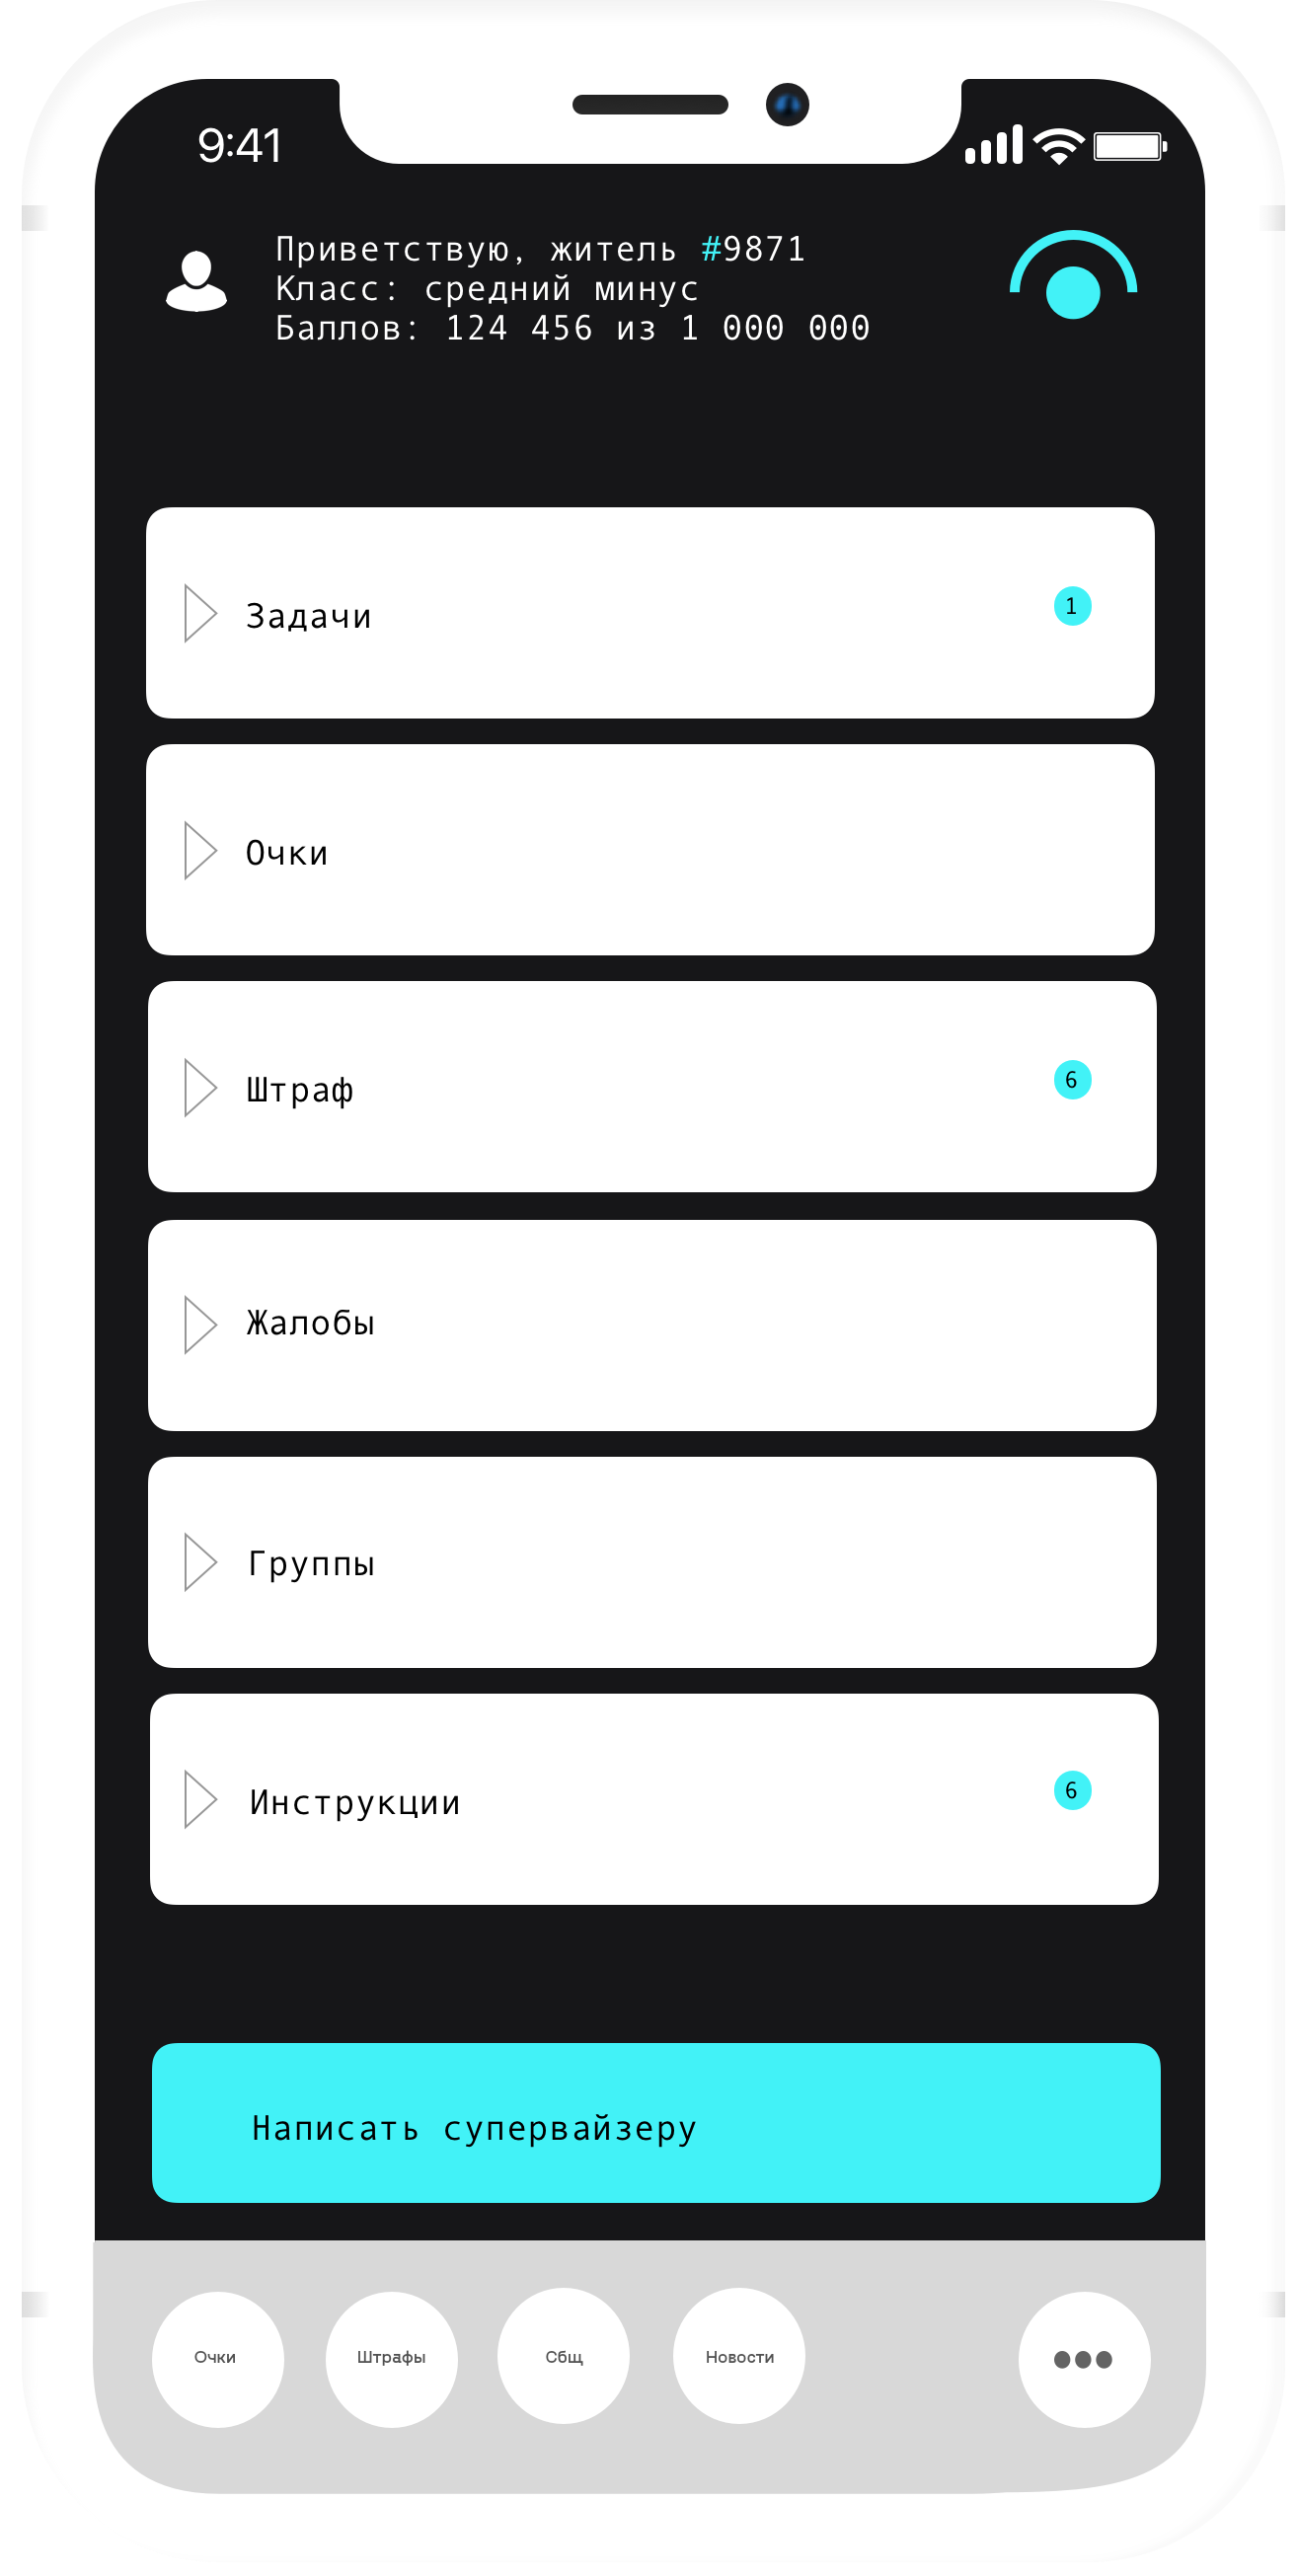 9:41
Приветствую, житель #9871
Класс: средний минус
Баллов: 124 456 из 1 000 000
Задачи
1
Очки
Штраф
6
Жалобы
Группы
Инструкции
6
Написать супервайзеру
Очки
Штрафы
Сбщ
Новости